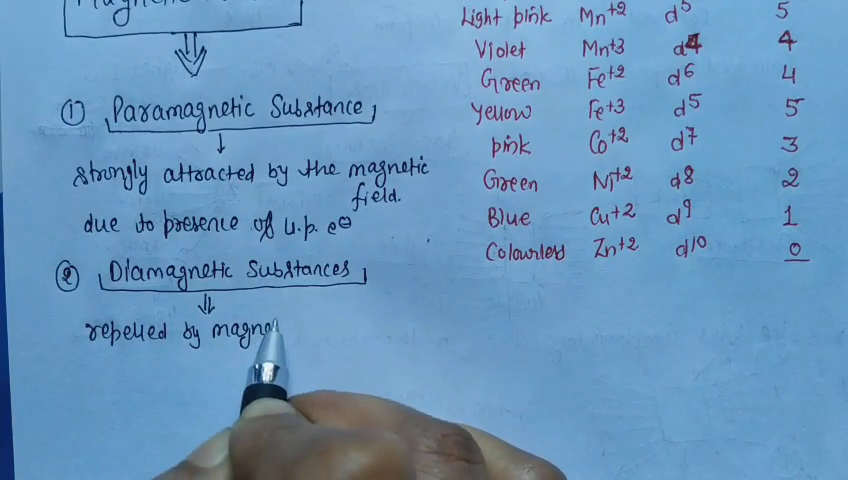 ① Paramagnetic Substance
strongly attracted by the magnetic
field.
due to presence of u.p. e⊖
② Diamagnetic Substances
repelled by magne
Light pink Mn+2 d5 5
Violet Mn+3 d4 4
Green Fe+2 d6 4
Yellow Fe+3 d5 5
pink Co+2 d7 3
Green Ni+2 d8 2
Blue Cu+2 d9 1
Colourless Zn+2 d10 0